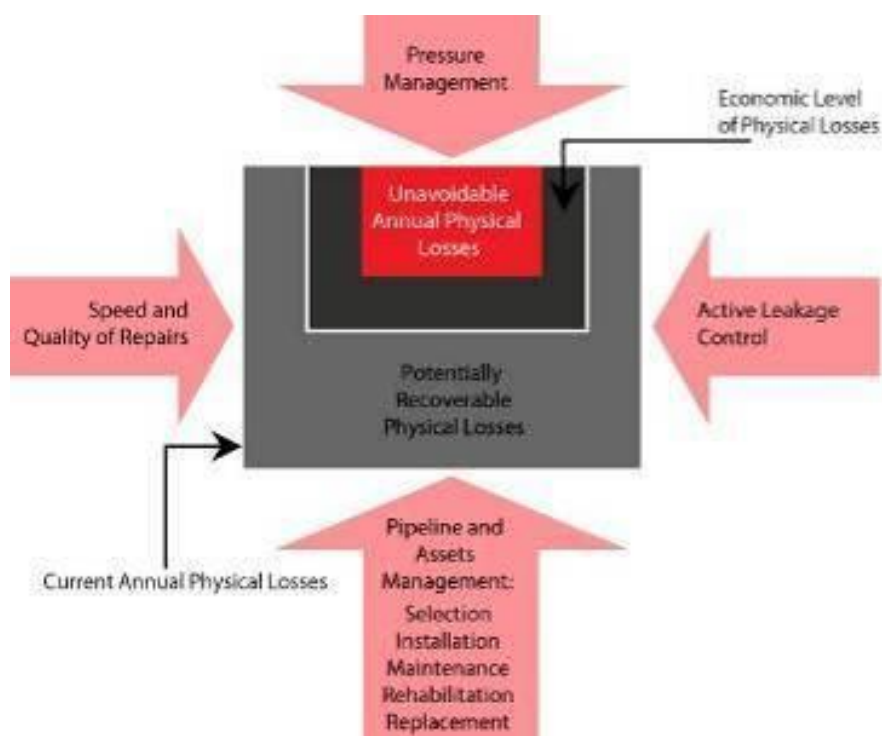 Pressure
Management
Economic Level
of Physical Losses
Unavoidable
Annual Physical
Losses
Speed and
Quality of Repairs
Active Leakage
Control
Potentially
Recoverable
Physical Losses
Current Annual Physical Losses
Pipeline and
Assets
Management:
Selection
Installation
Maintenance
Rehabilitation
Replacement